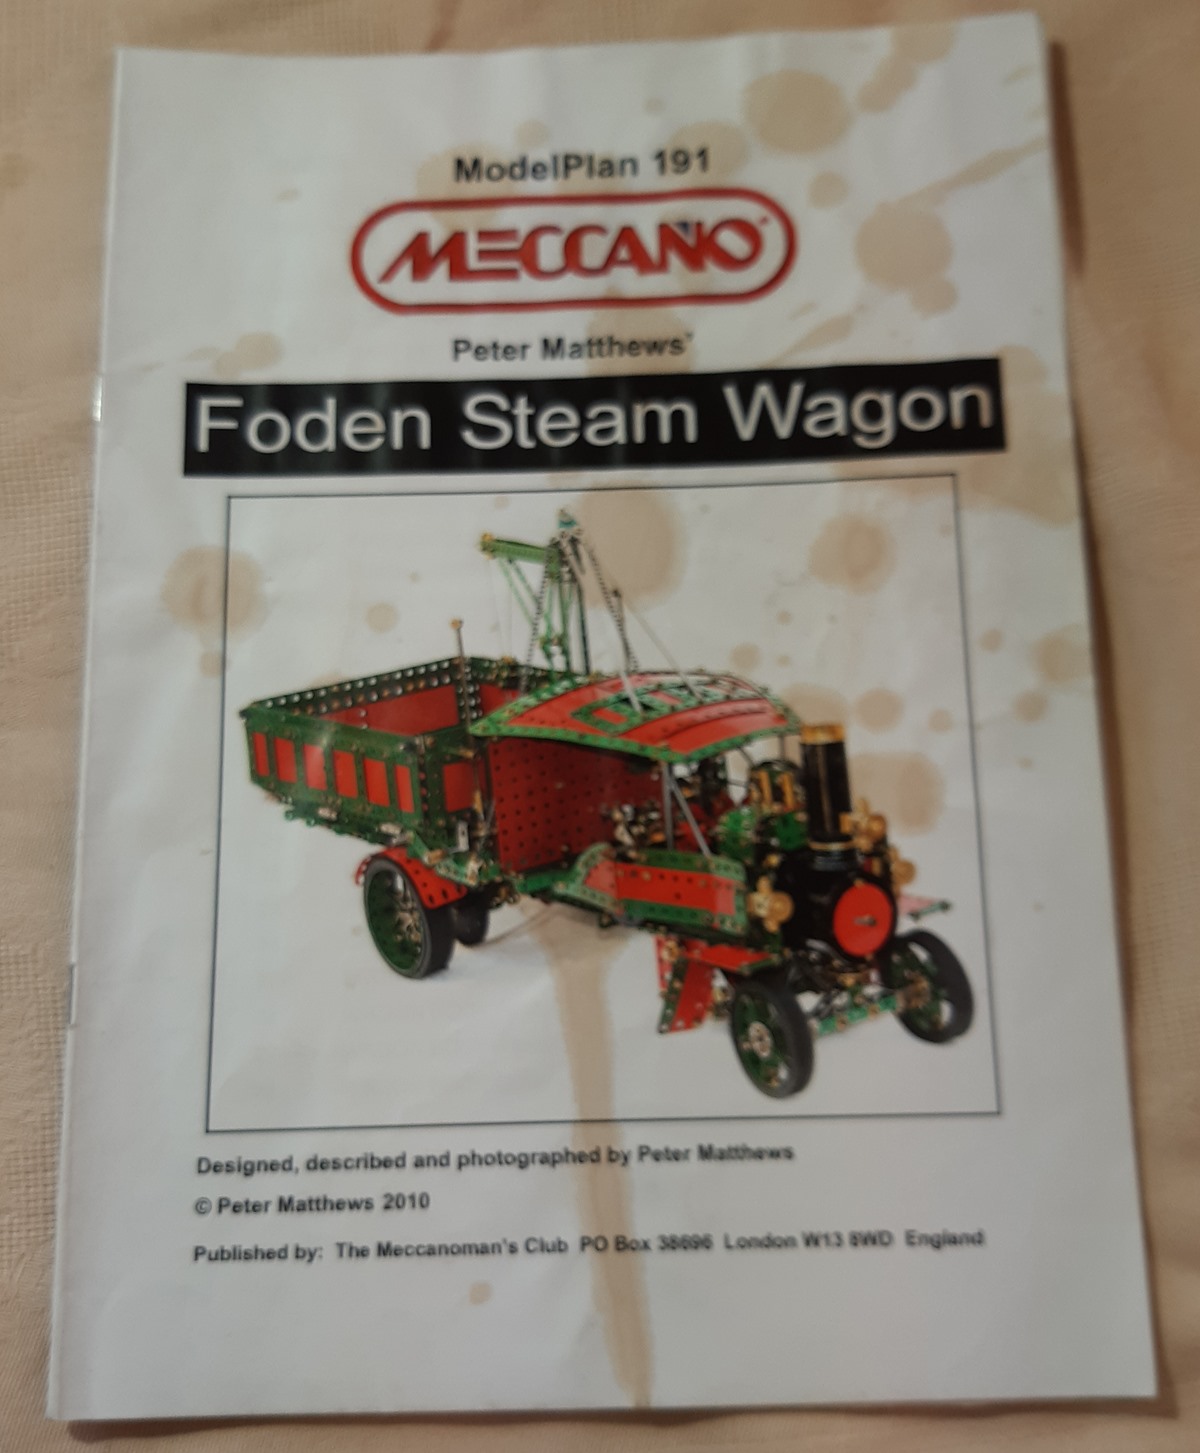 ModelPlan 191
MECCANO
Peter Matthews'
Foden Steam Wagon
Designed, described and photographed by Peter Matthews
© Peter Matthews 2010
Published by: The Meccanoman's Club PO Box 38696 London W13 8WD England